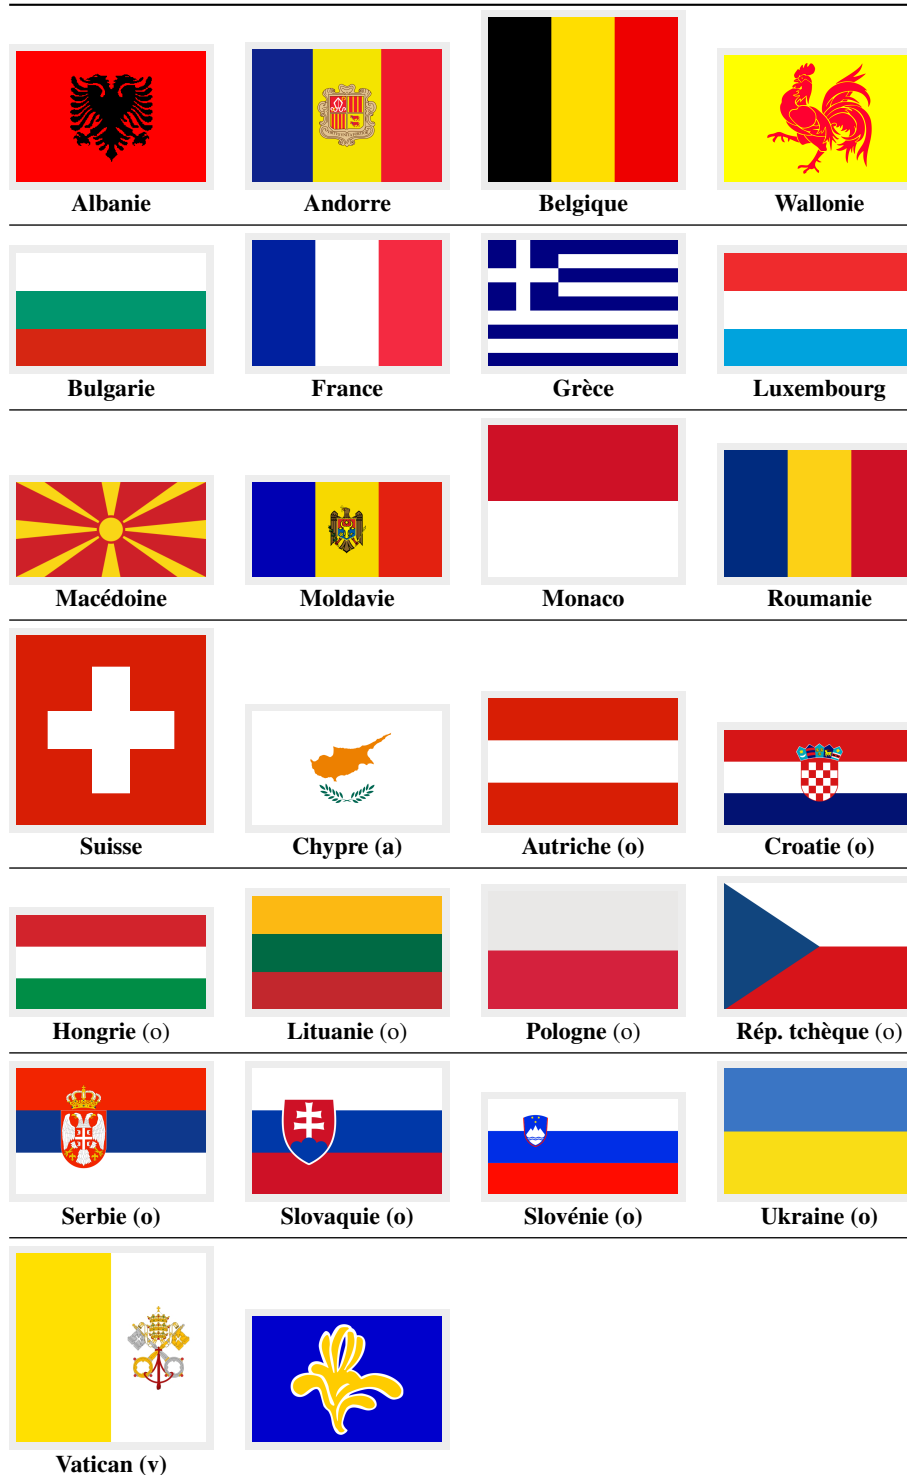 Albanie Andorre Belgique Wallonie
Bulgarie France Grèce Luxembourg
Macédoine Moldavie Monaco Roumanie
Suisse Chypre (a) Autriche (o) Croatie (o)
Hongrie (o) Lituanie (o) Pologne (o) Rép. tchèque (o)
Serbie (o) Slovaquie (o) Slovénie (o) Ukraine (o)
Vatican (v)